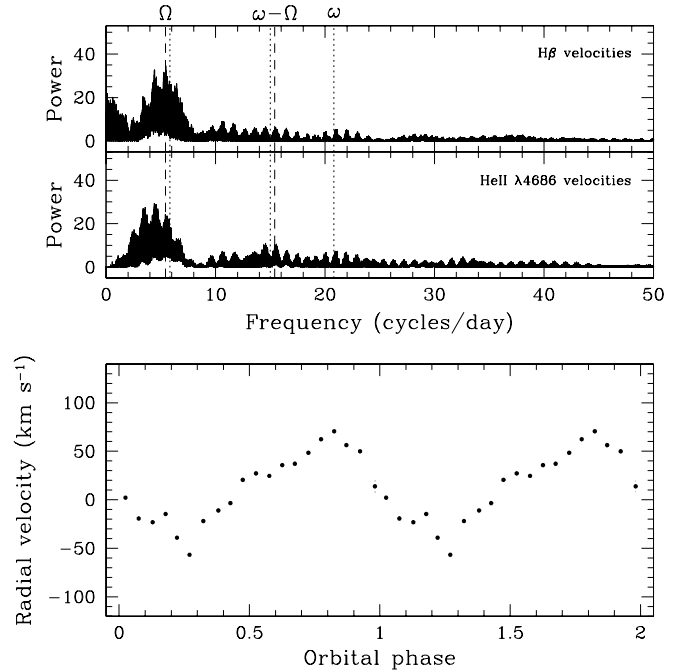 Ω ω−Ω ω
Hβ velocities
Power
40
20
0
HeII λ4686 velocities
Power
40
20
0
0 10 20 30 40 50
Frequency (cycles/day)
Radial velocity (km s⁻¹)
100
50
0
−50
−100
0 0.5 1 1.5 2
Orbital phase